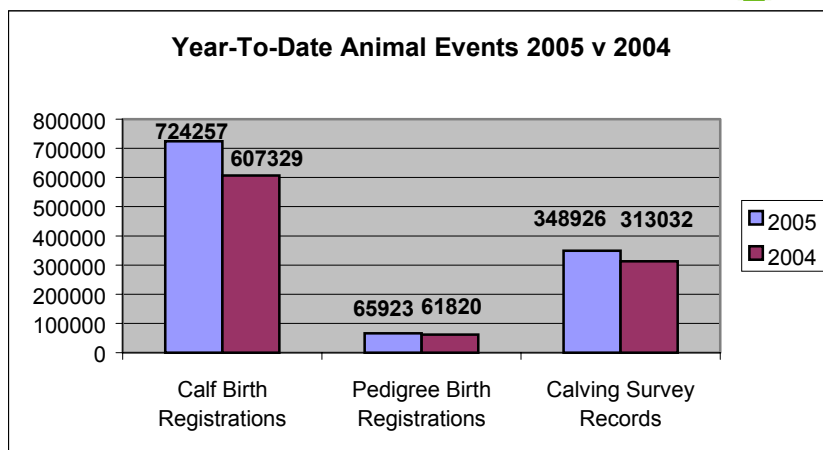 Year-To-Date Animal Events 2005 v 2004
800000
700000
600000
500000
400000
300000
200000
100000
0
724257
607329
65923
61820
348926
313032
2005
2004
Calf Birth
Registrations
Pedigree Birth
Registrations
Calving Survey
Records